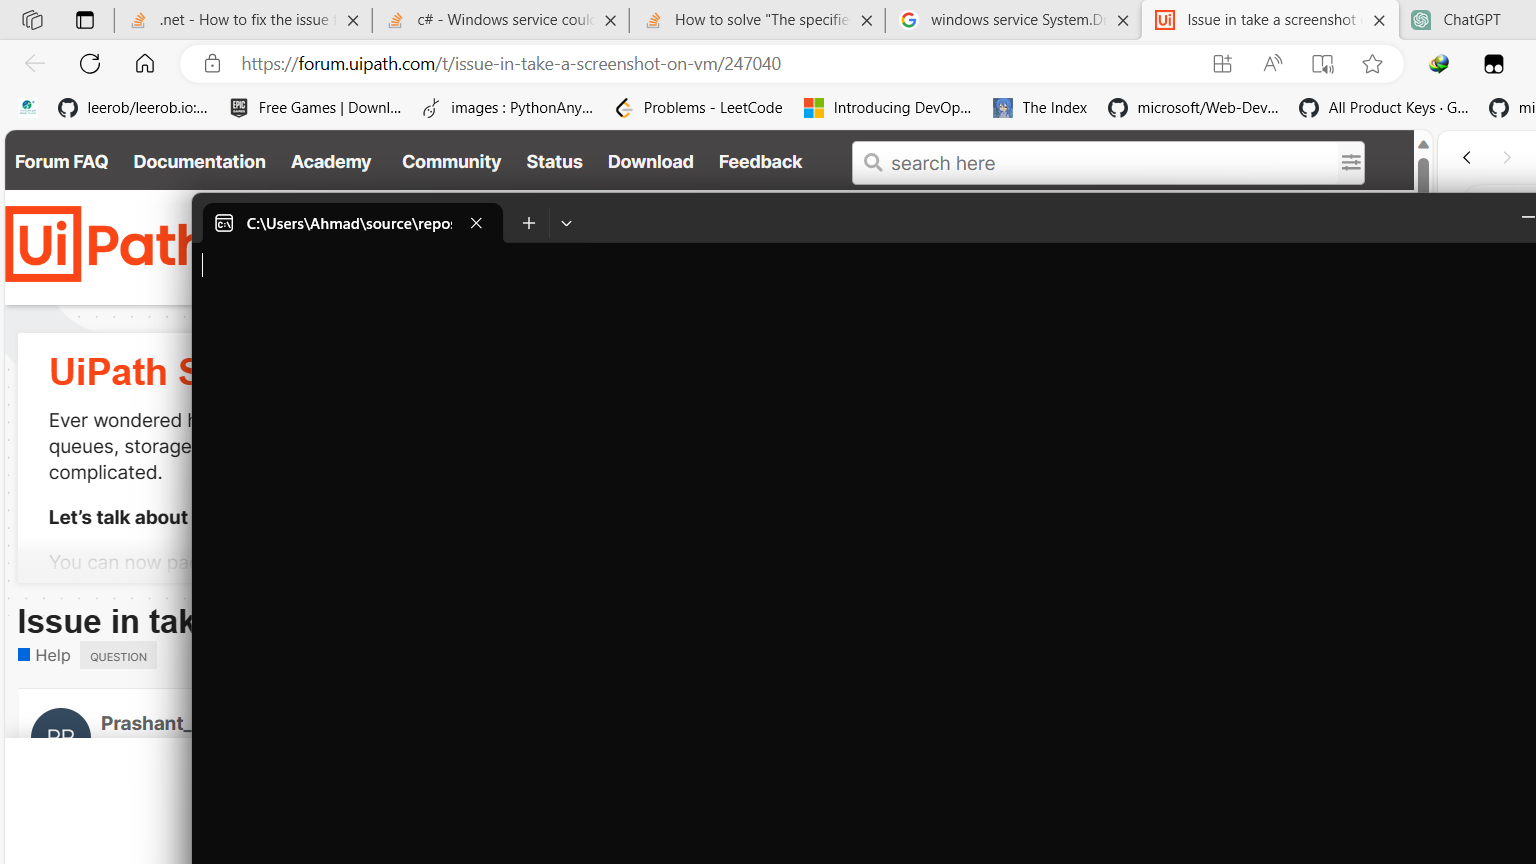 .net - How to fix the issue
c# - Windows service coul
How to solve "The specifie
windows service System.Dr
Issue in take a screenshot
ChatGPT
https://forum.uipath.com/t/issue-in-take-a-screenshot-on-vm/247040
leerob/leerob.io:...
Free Games | Downl...
images : PythonAny...
Problems - LeetCode
Introducing DevOp...
The Index
microsoft/Web-Dev...
All Product Keys · G...
mi
Forum FAQ
Documentation
Academy
Community
Status
Download
Feedback
search here
C:\Users\Ahmad\source\repos
UiPath
UiPath S
Ever wondered h
queues, storage
complicated.
Let's talk about
You can now pa
Issue in tak
Help
QUESTION
Prashant_